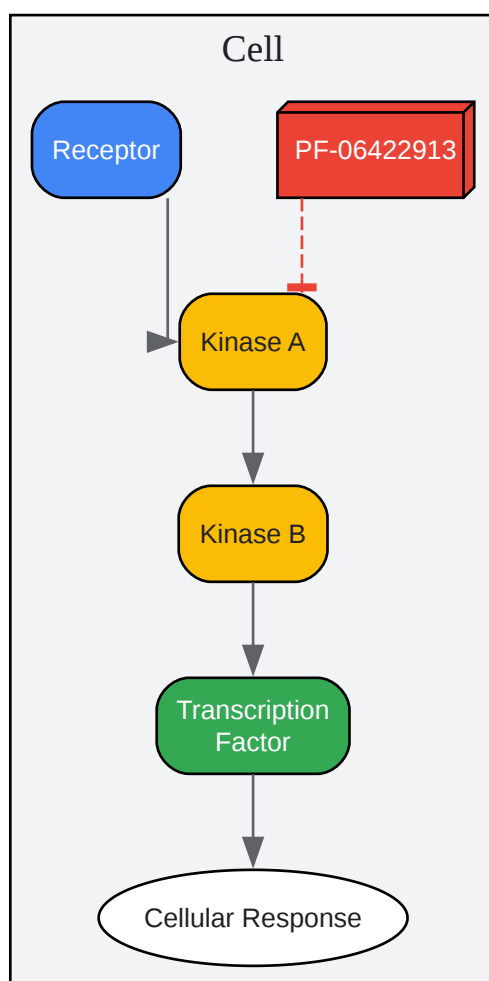 Cell
Receptor
PF-06422913
Kinase A
Kinase B
Transcription
Factor
Cellular Response